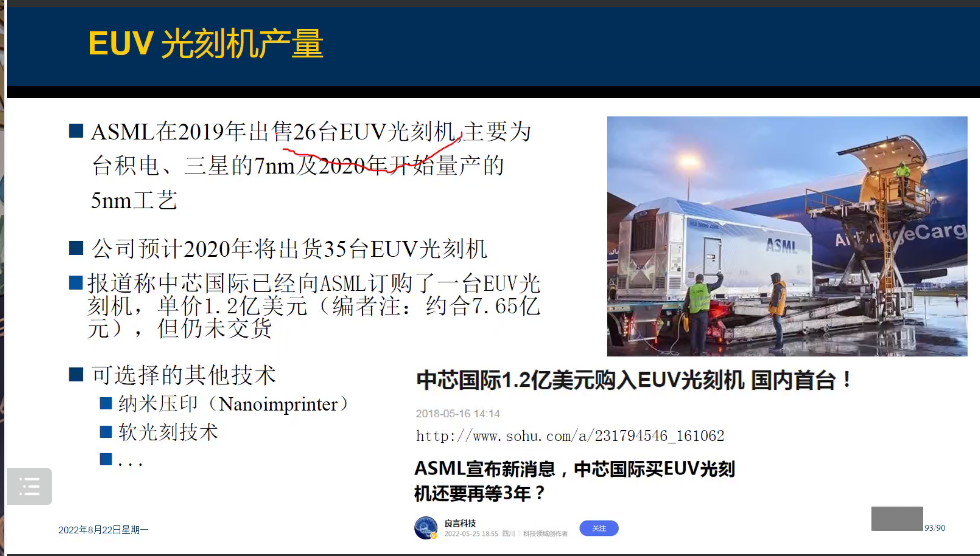 EUV 光刻机产量
ASML在2019年出售26台EUV光刻机,主要为
台积电、三星的7nm及2020年开始量产的
5nm工艺
公司预计2020年将出货35台EUV光刻机
报道称中芯国际已经向ASML订购了一台EUV光
刻机，单价1.2亿美元（编者注：约合7.65亿
元），但仍未交货
可选择的其他技术
纳米压印（Nanoimprinter）
软光刻技术
...
ASML
AirBridgeCarg
中芯国际1.2亿美元购入EUV光刻机 国内首台！
2018-05-16 14:14
http://www.sohu.com/a/231794546_161062
ASML宣布新消息，中芯国际买EUV光刻
机还要再等3年？
良言科技
2022-05-25 18:55 四川 科技领域创作者
关注
2022年8月22日星期一
93/90